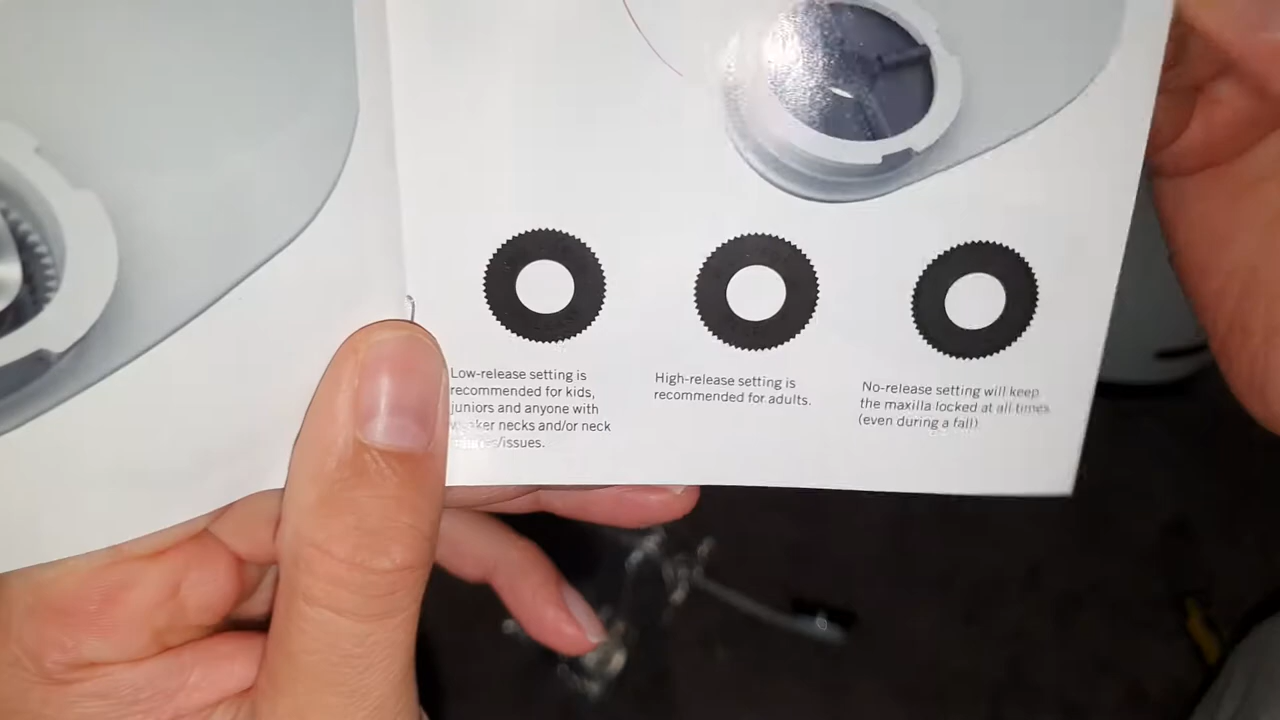 Low-release setting is
recommended for kids,
juniors and anyone with
necks and/or neck
/issues.
High-release setting is
recommended for adults.
No-release setting will keep
the maxilla locked at all times
(even during a fall)